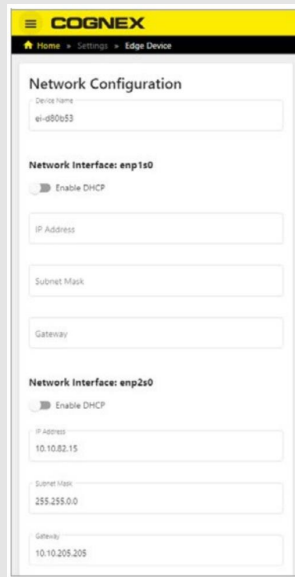 COGNEX
Home » Settings » Edge Device
Network Configuration
Device Name
ei-d80b53
Network Interface: enp1s0
Enable DHCP
IP Address
Subnet Mask
Gateway
Network Interface: enp2s0
Enable DHCP
IP Address
10.10.82.15
Subnet Mask
255.255.0.0
Gateway
10.10.205.205